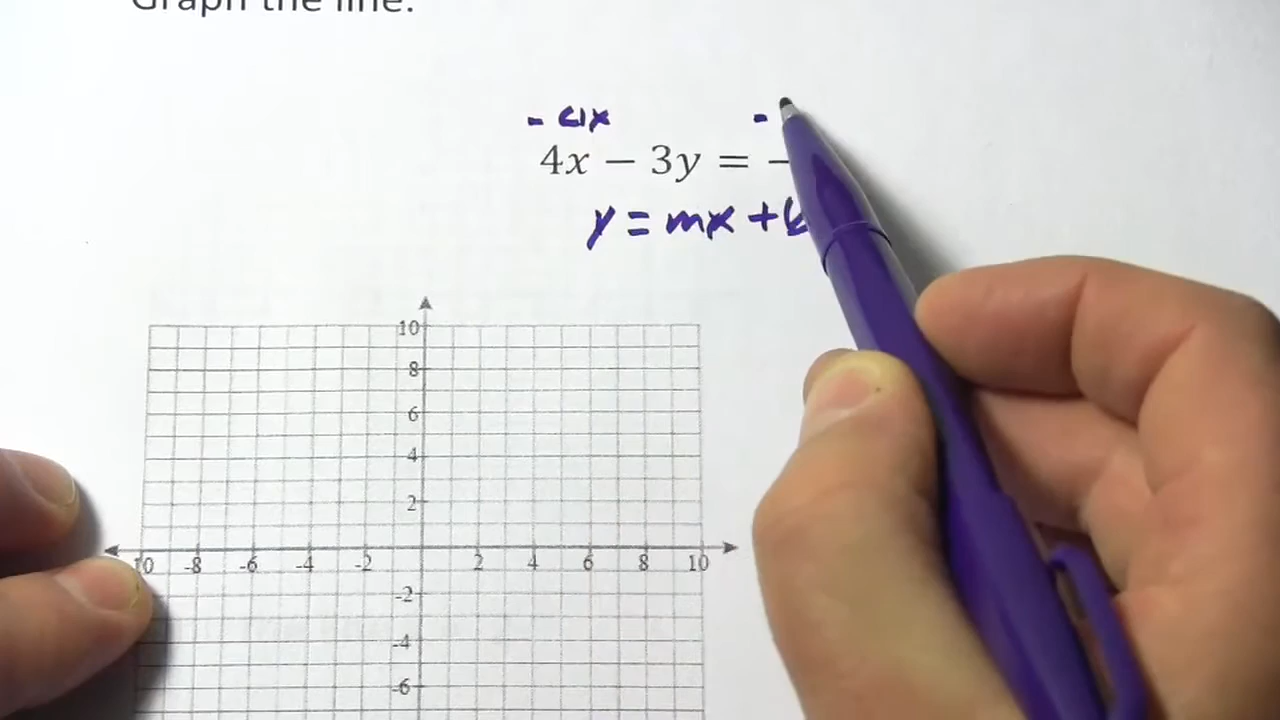 Graph the line.
- 4x -
4x − 3y = −
y = mx + b
10
8
6
4
2
-10 -8 -6 -4 -2 2 4 6 8 10
-2
-4
-6